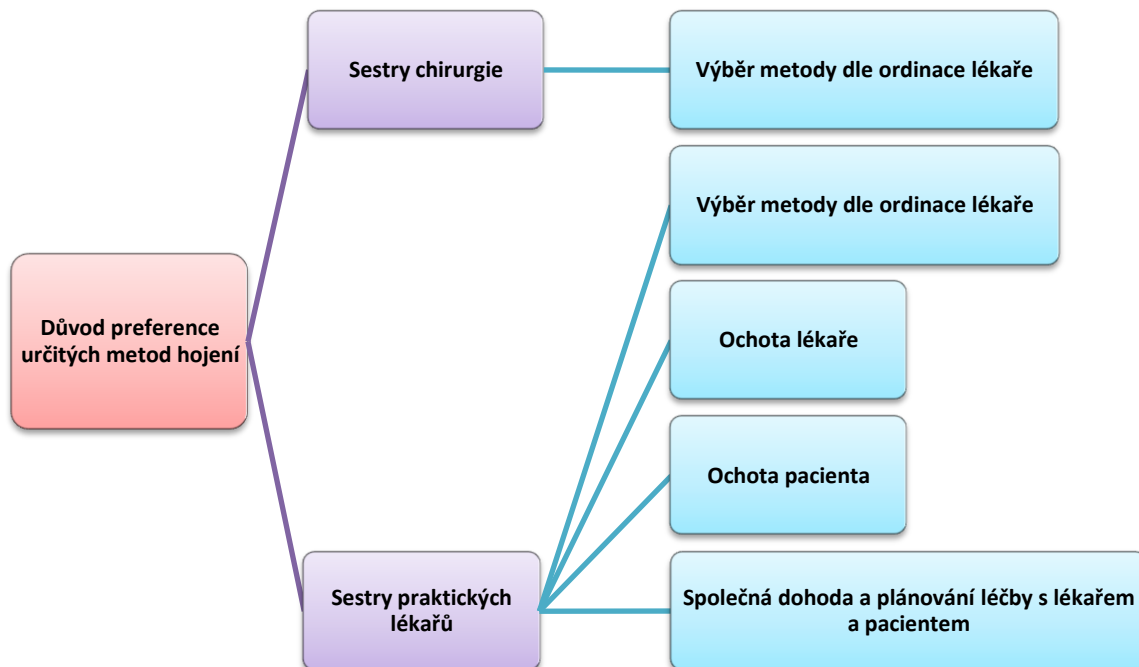 Sestry chirurgie
Výběr metody dle ordinace lékaře
Výběr metody dle ordinace lékaře
Důvod preference
určitých metod hojení
Ochota lékaře
Ochota pacienta
Sestry praktických
lékařů
Společná dohoda a plánování léčby s lékařem
a pacientem